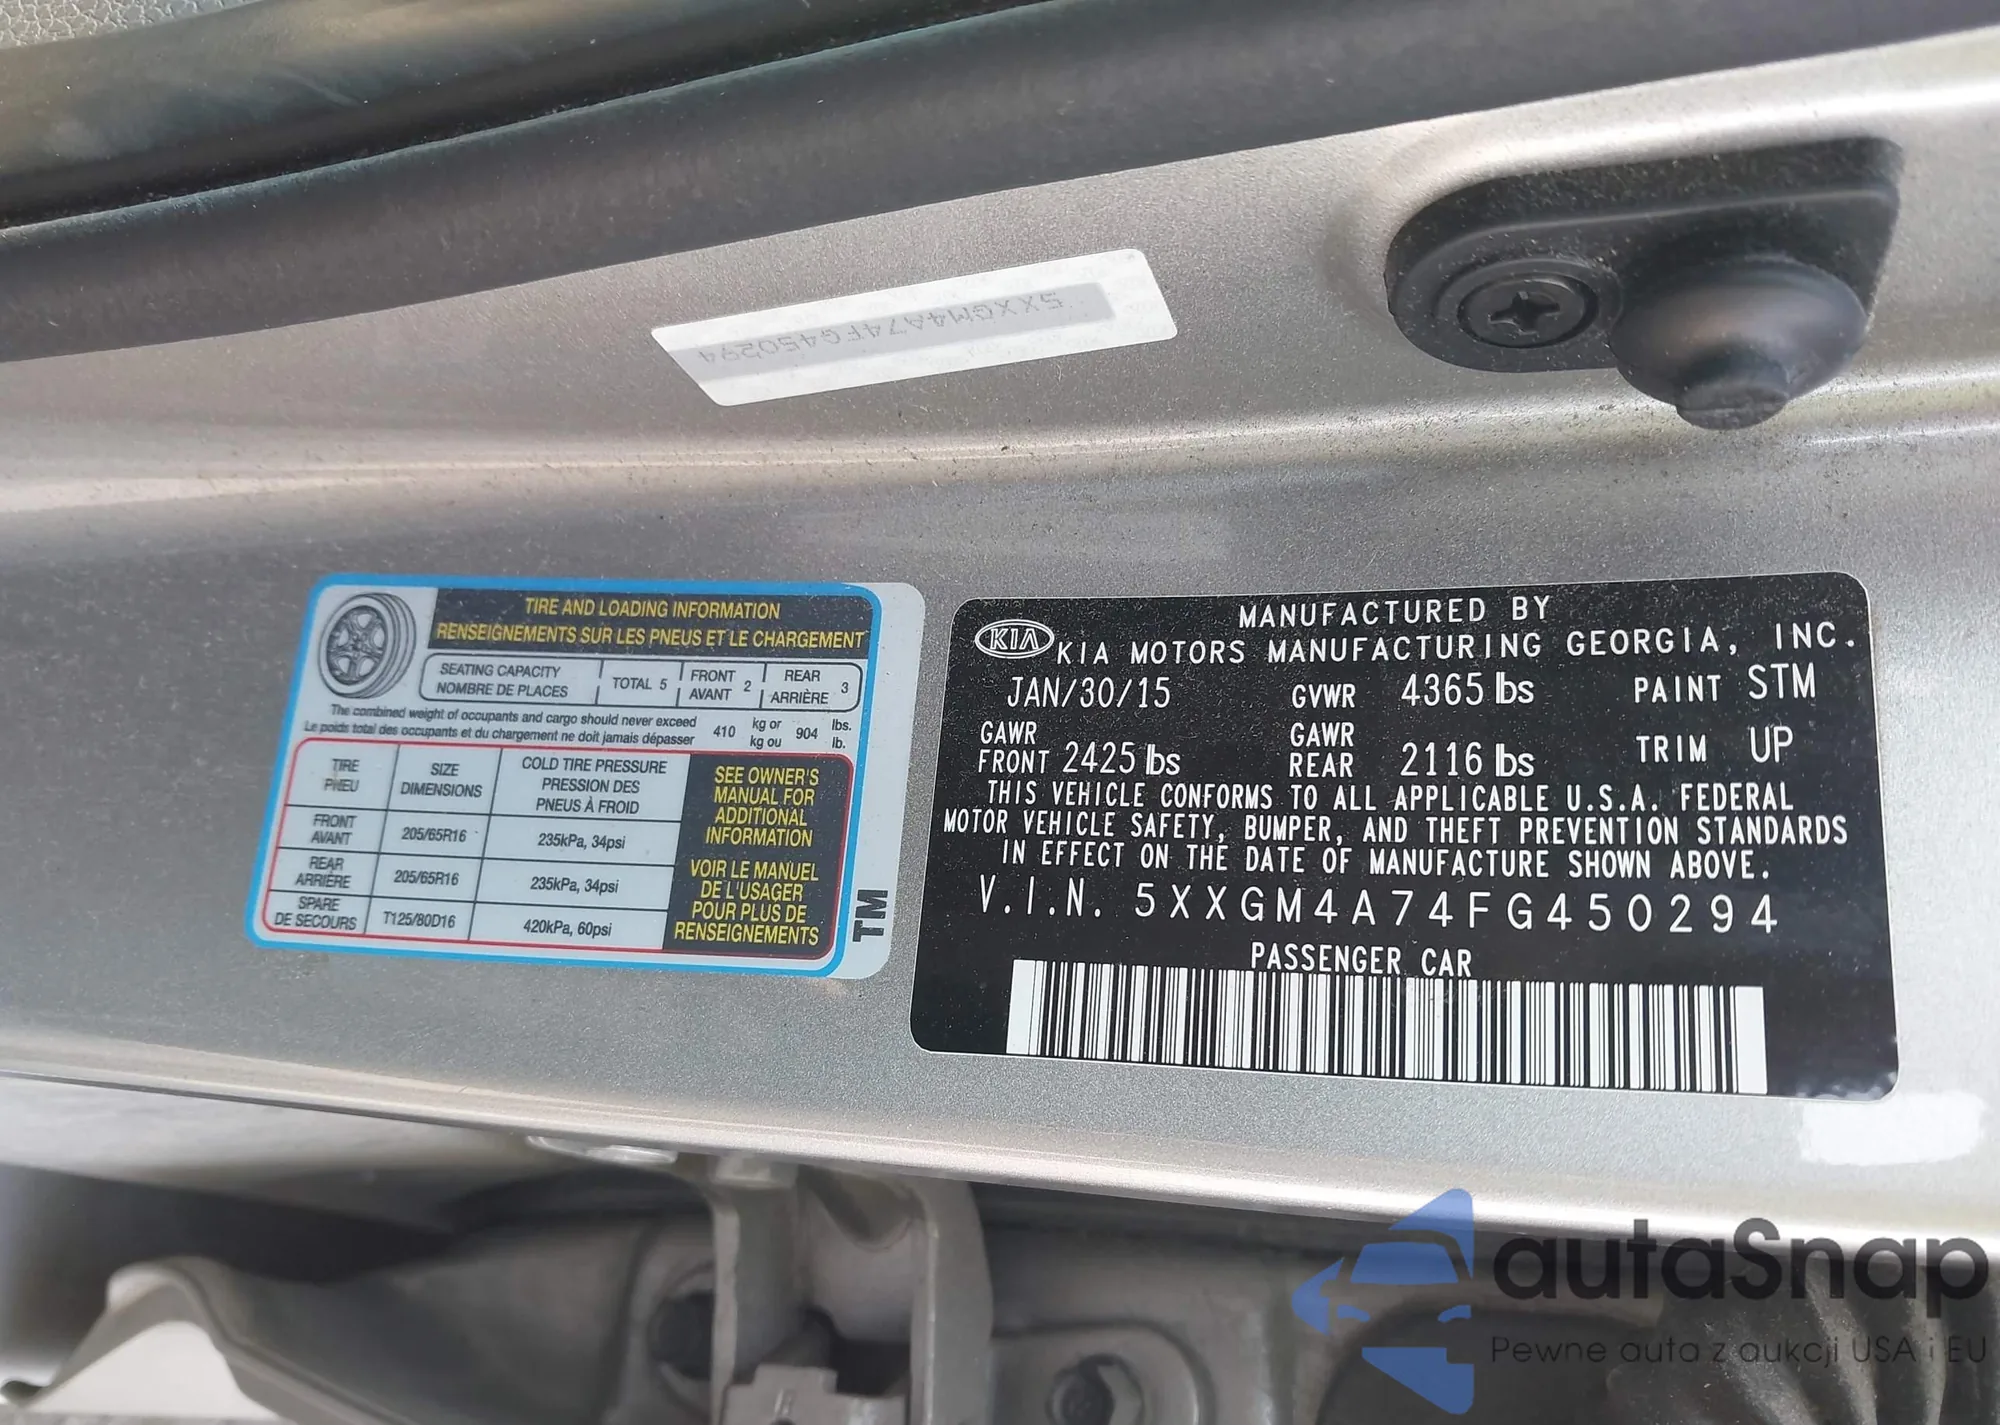 5XXGM4A74FG450294
TIRE AND LOADING INFORMATION
RENSEIGNEMENTS SUR LES PNEUS ET LE CHARGEMENT
SEATING CAPACITY
NOMBRE DE PLACES
TOTAL 5
FRONT
AVANT
2
REAR
ARRIÈRE
3
The combined weight of occupants and cargo should never exceed
Le poids total des occupants et du chargement ne doit jamais dépasser
410
kg or
kg ou
904
lbs.
lb.
TIRE
PNEU
SIZE
DIMENSIONS
COLD TIRE PRESSURE
PRESSION DES
PNEUS À FROID
FRONT
AVANT
205/65R16
235kPa, 34psi
REAR
ARRIÈRE
205/65R16
235kPa, 34psi
SPARE
DE SECOURS
T125/80D16
420kPa, 60psi
SEE OWNER'S
MANUAL FOR
ADDITIONAL
INFORMATION
VOIR LE MANUEL
DE L'USAGER
POUR PLUS DE
RENSEIGNEMENTS
TM
MANUFACTURED BY
KIA KIA MOTORS MANUFACTURING GEORGIA, INC.
JAN/30/15 GVWR 4365 lbs PAINT STM
GAWR
FRONT 2425 lbs
GAWR
REAR 2116 lbs
TRIM UP
THIS VEHICLE CONFORMS TO ALL APPLICABLE U.S.A. FEDERAL
MOTOR VEHICLE SAFETY, BUMPER, AND THEFT PREVENTION STANDARDS
IN EFFECT ON THE DATE OF MANUFACTURE SHOWN ABOVE.
V.I.N. 5XXGM4A74FG450294
PASSENGER CAR
autaSnap
Pewne auta z aukcji USA i EU